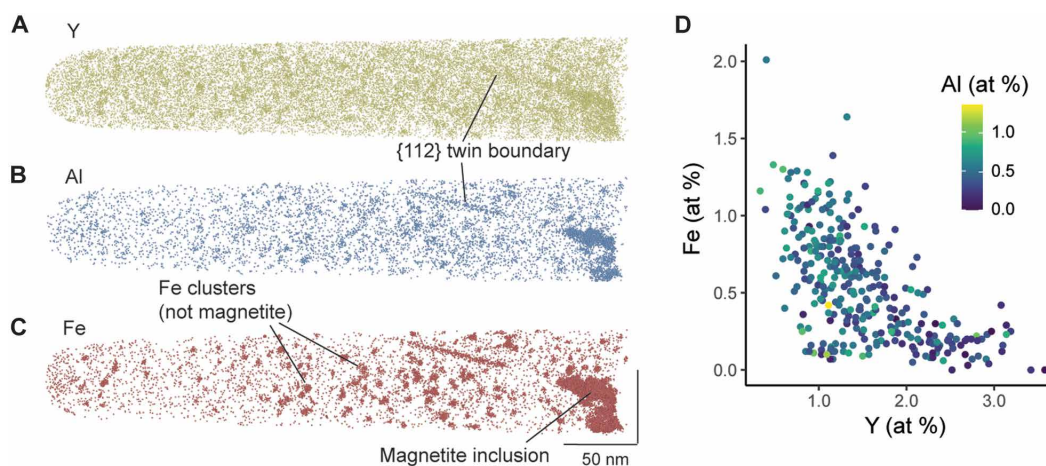 A
Y
{112} twin boundary
B
Al
Fe clusters
(not magnetite)
C
Fe
Magnetite inclusion
50 nm
D
Al (at %)
1.0
0.5
0.0
Fe (at %)
2.0
1.5
1.0
0.5
0.0
1.0 2.0 3.0
Y (at %)